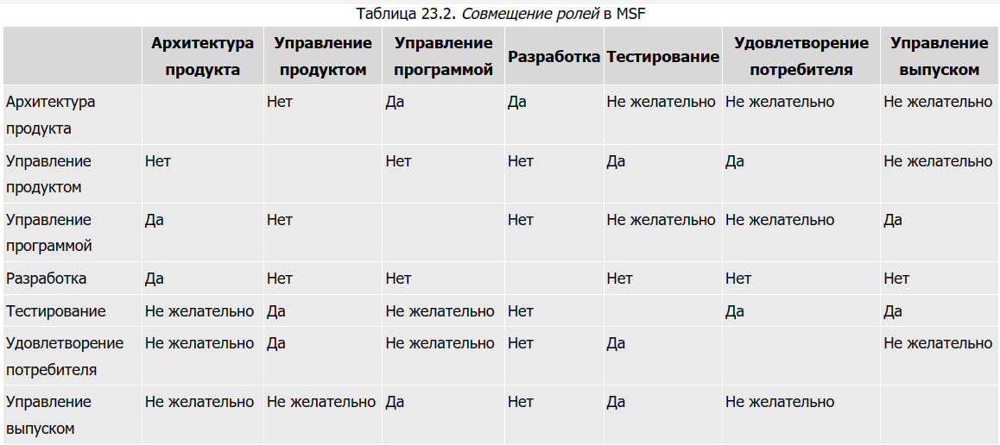 Таблица 23.2. Совмещение ролей в MSF
Архитектура продукта Управление продуктом Управление программой Разработка Тестирование Удовлетворение потребителя Управление выпуском
Архитектура продукта Нет Да Да Не желательно Не желательно Не желательно
Управление продуктом Нет Нет Нет Да Да Не желательно
Управление программой Да Нет Нет Не желательно Не желательно Да
Разработка Да Нет Нет Нет Нет Нет
Тестирование Не желательно Да Не желательно Нет Да Да
Удовлетворение потребителя Не желательно Да Не желательно Нет Да Не желательно
Управление выпуском Не желательно Не желательно Да Нет Да Не желательно